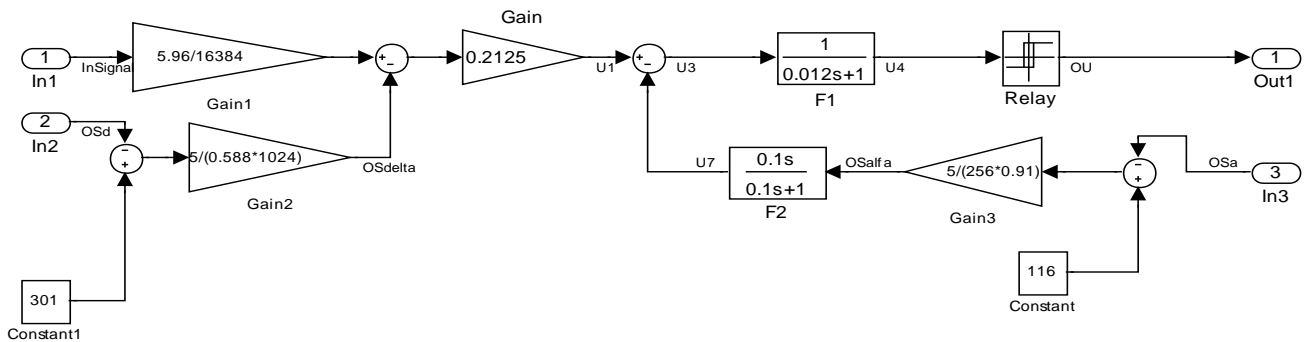 Gain
1
In1
InSignal
5.96/16384
Gain1
+
−
0.2125
U1
+
−
U3
1
0.012s+1
F1
U4
Relay
OU
1
Out1
2
In2
OSd
−
+
5/(0.588*1024)
Gain2
OSdelta
U7
0.1s
0.1s+1
F2
OSalfa
5/(256*0.91)
Gain3
−
+
OSa
3
In3
301
Constant1
116
Constant